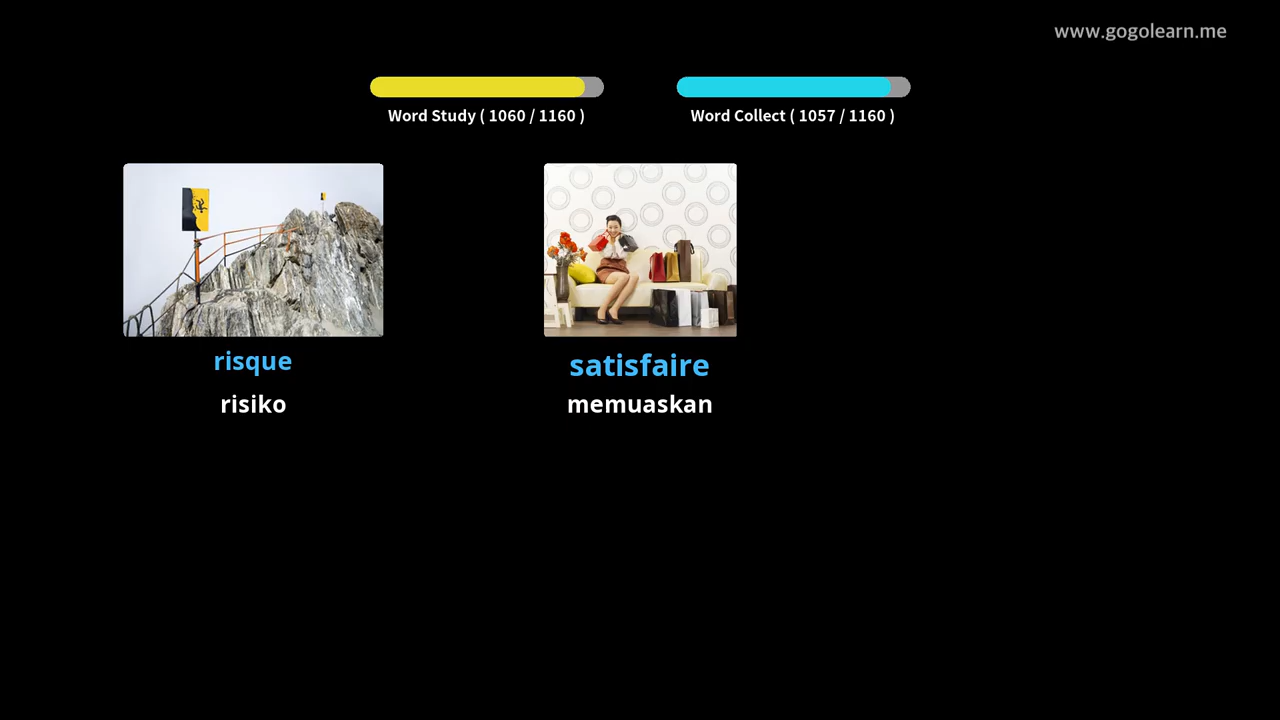 www.gogolearn.me
Word Study ( 1060 / 1160 )
Word Collect ( 1057 / 1160 )
risque
risiko
satisfaire
memuaskan